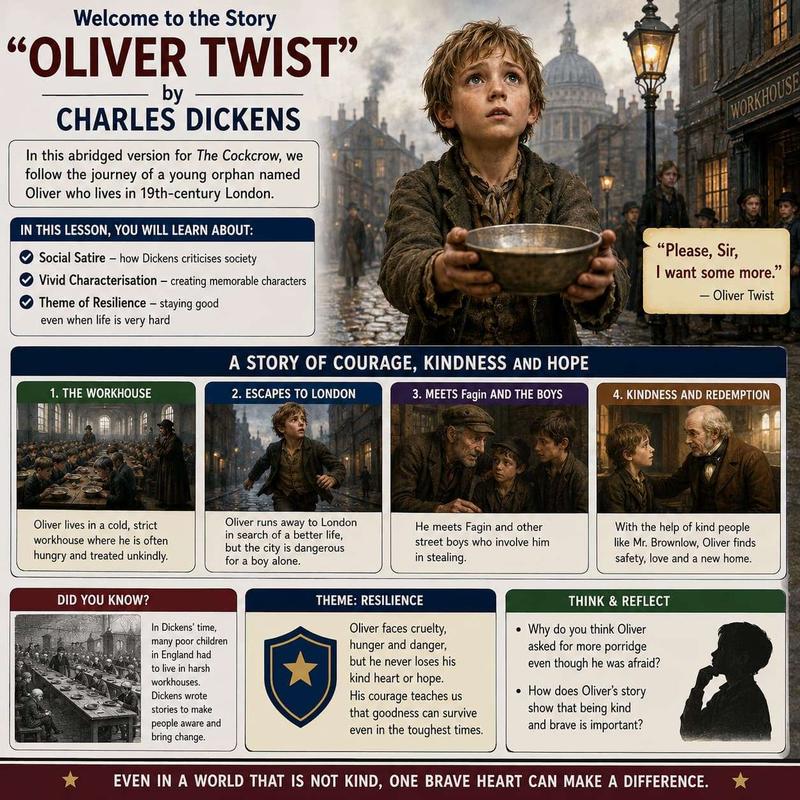 Welcome to the Story
“OLIVER TWIST”
by
CHARLES DICKENS
In this abridged version for The Cockcrow, we
follow the journey of a young orphan named
Oliver who lives in 19th-century London.
IN THIS LESSON, YOU WILL LEARN ABOUT:
Social Satire – how Dickens criticises society
Vivid Characterisation – creating memorable characters
Theme of Resilience – staying good
even when life is very hard
WORKHOUSE
“Please, Sir,
I want some more.”
— Oliver Twist
A STORY OF COURAGE, KINDNESS AND HOPE
1. THE WORKHOUSE
Oliver lives in a cold, strict
workhouse where he is often
hungry and treated unkindly.
2. ESCAPES TO LONDON
Oliver runs away to London
in search of a better life,
but the city is dangerous
for a boy alone.
3. MEETS Fagin AND THE BOYS
He meets Fagin and other
street boys who involve him
in stealing.
4. KINDNESS AND REDEMPTION
With the help of kind people
like Mr. Brownlow, Oliver finds
safety, love and a new home.
DID YOU KNOW?
In Dickens’ time,
many poor children
in England had
to live in harsh
workhouses.
Dickens wrote
stories to make
people aware and
bring change.
THEME: RESILIENCE
Oliver faces cruelty,
hunger and danger,
but he never loses his
kind heart or hope.
His courage teaches us
that goodness can survive
even in the toughest times.
THINK & REFLECT
• Why do you think Oliver
asked for more porridge
even though he was afraid?
• How does Oliver’s story
show that being kind
and brave is important?
EVEN IN A WORLD THAT IS NOT KIND, ONE BRAVE HEART CAN MAKE A DIFFERENCE.